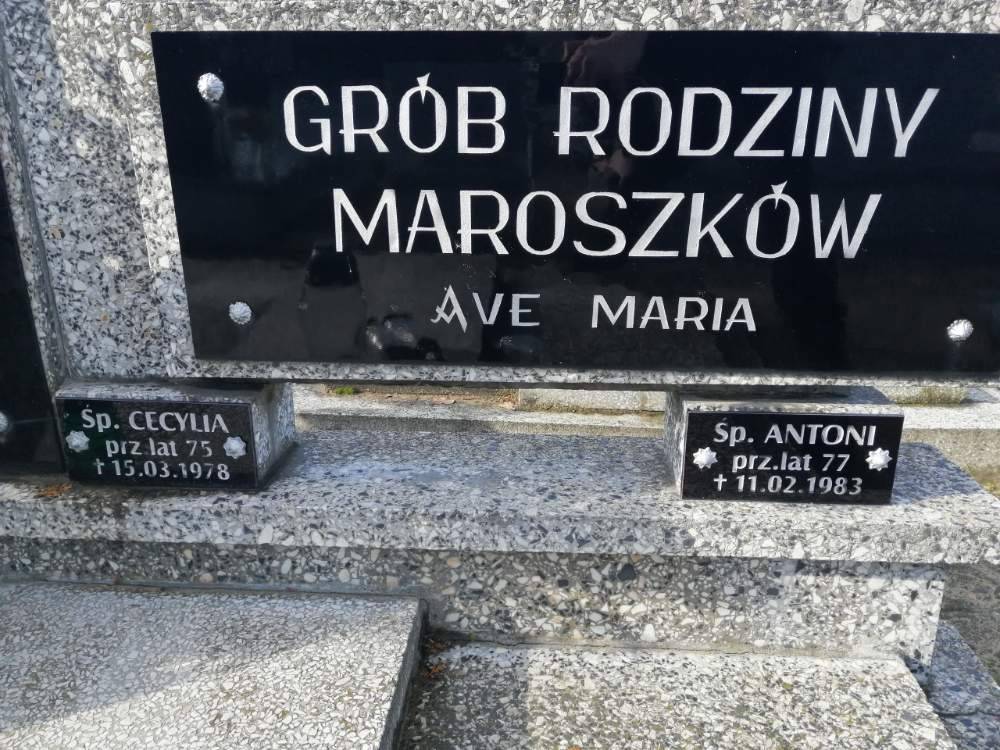 GRÓB RODZINY
MAROSZKÓW
AVE MARIA
Śp. CECYLIA
prz.lat 75
✝15.03.1978
Śp. ANTONI
prz.lat 77
✝11.02.1983